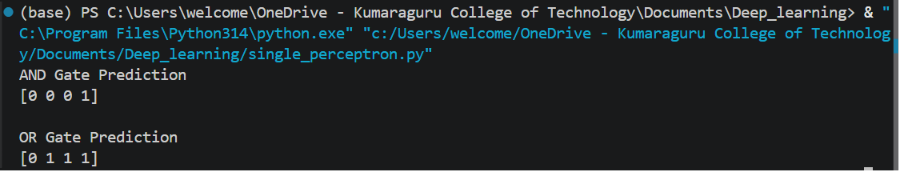 (base) PS C:\Users\welcome\OneDrive - Kumaraguru College of Technology\Documents\Deep_learning> & "
C:\Program Files\Python314\python.exe" "c:/Users/welcome/OneDrive - Kumaraguru College of Technolog
y/Documents/Deep_learning/single_perceptron.py"
AND Gate Prediction
[0 0 0 1]
OR Gate Prediction
[0 1 1 1]